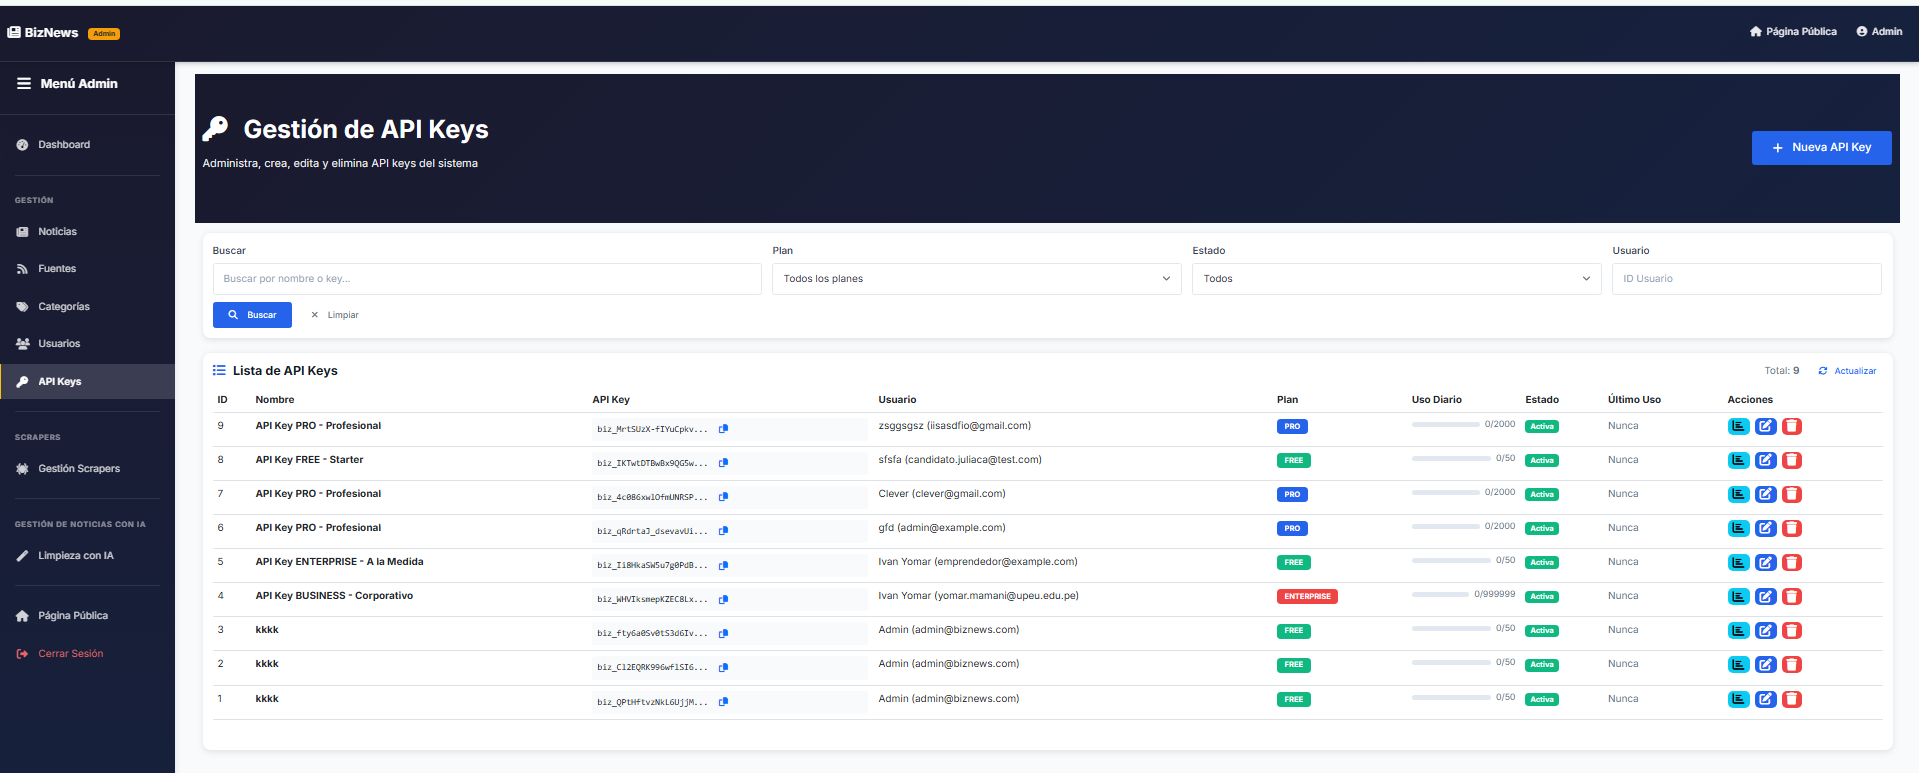 BizNews Admin
Página Pública Admin
Menú Admin
Dashboard
GESTIÓN
Noticias
Fuentes
Categorías
Usuarios
API Keys
SCRAPERS
Gestión Scrapers
GESTIÓN DE NOTICIAS CON IA
Limpieza con IA
Página Pública
Cerrar Sesión
Gestión de API Keys
Administra, crea, edita y elimina API keys del sistema
+ Nueva API Key
Buscar Plan Estado Usuario
Buscar por nombre o key... Todos los planes Todos ID Usuario
Buscar × Limpiar
Lista de API Keys Total: 9 Actualizar
ID Nombre API Key Usuario Plan Uso Diario Estado Último Uso Acciones
9 API Key PRO - Profesional biz_MrtSUzX-fIYuCpkv... zsggsgsz (iisasdfio@gmail.com) PRO 0/2000 Activa Nunca
8 API Key FREE - Starter biz_IKTwtDTBwBx9QG5w... sfsfa (candidato.juliaca@test.com) FREE 0/50 Activa Nunca
7 API Key PRO - Profesional biz_4c086xwlOfmUNRSP... Clever (clever@gmail.com) PRO 0/2000 Activa Nunca
6 API Key PRO - Profesional biz_qRdrtaJ_dsevavUi... gfd (admin@example.com) PRO 0/2000 Activa Nunca
5 API Key ENTERPRISE - A la Medida biz_Ii8HkaSW5u7g0PdB... Ivan Yomar (emprendedor@example.com) FREE 0/50 Activa Nunca
4 API Key BUSINESS - Corporativo biz_WHVIksmepKZEC8Lx... Ivan Yomar (yomar.mamani@upeu.edu.pe) ENTERPRISE 0/999999 Activa Nunca
3 kkkk biz_fty6a0Sv0tS3d6Iv... Admin (admin@biznews.com) FREE 0/50 Activa Nunca
2 kkkk biz_Cl2EQRK996wflSI6... Admin (admin@biznews.com) FREE 0/50 Activa Nunca
1 kkkk biz_QPtHftvzNkL6UjjM... Admin (admin@biznews.com) FREE 0/50 Activa Nunca